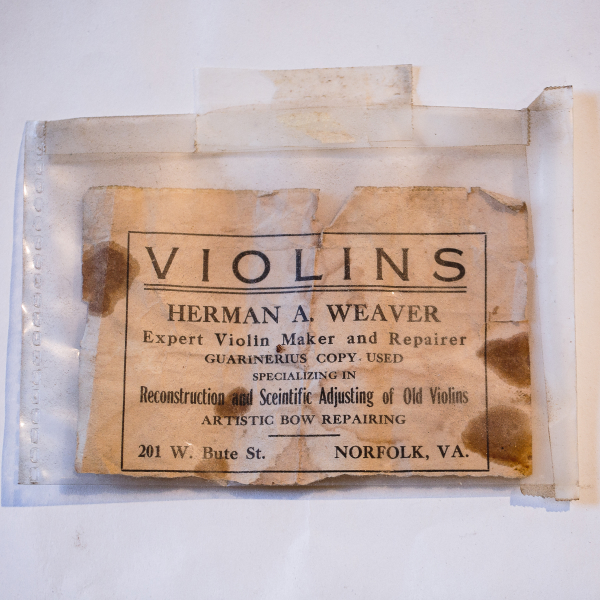 VIOLINS
HERMAN A. WEAVER
Expert Violin Maker and Repairer
GUARINERIUS COPY USED
SPECIALIZING IN
Reconstruction and Sceintific Adjusting of Old Violins
ARTISTIC BOW REPAIRING
201 W. Bute St. NORFOLK, VA.